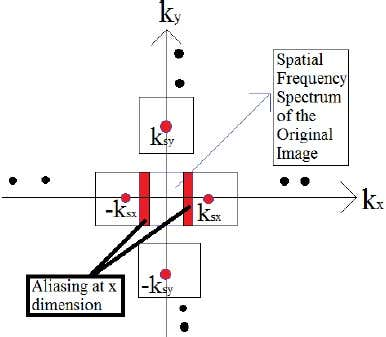 ky
Spatial
Frequency
Spectrum
of the
Original
Image
ksy
-ksx
ksx
kx
Aliasing at x
dimension
-ksy